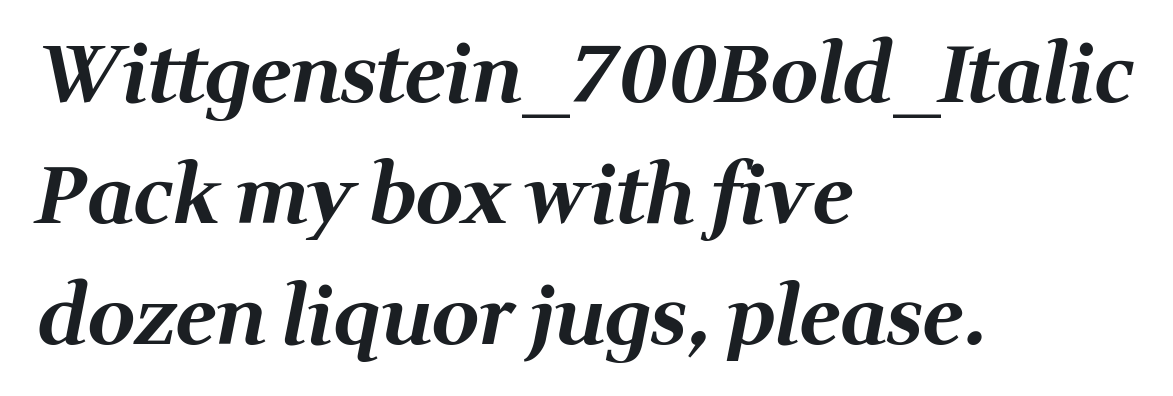 Wittgenstein_700Bold_Italic
Pack my box with five
dozen liquor jugs, please.